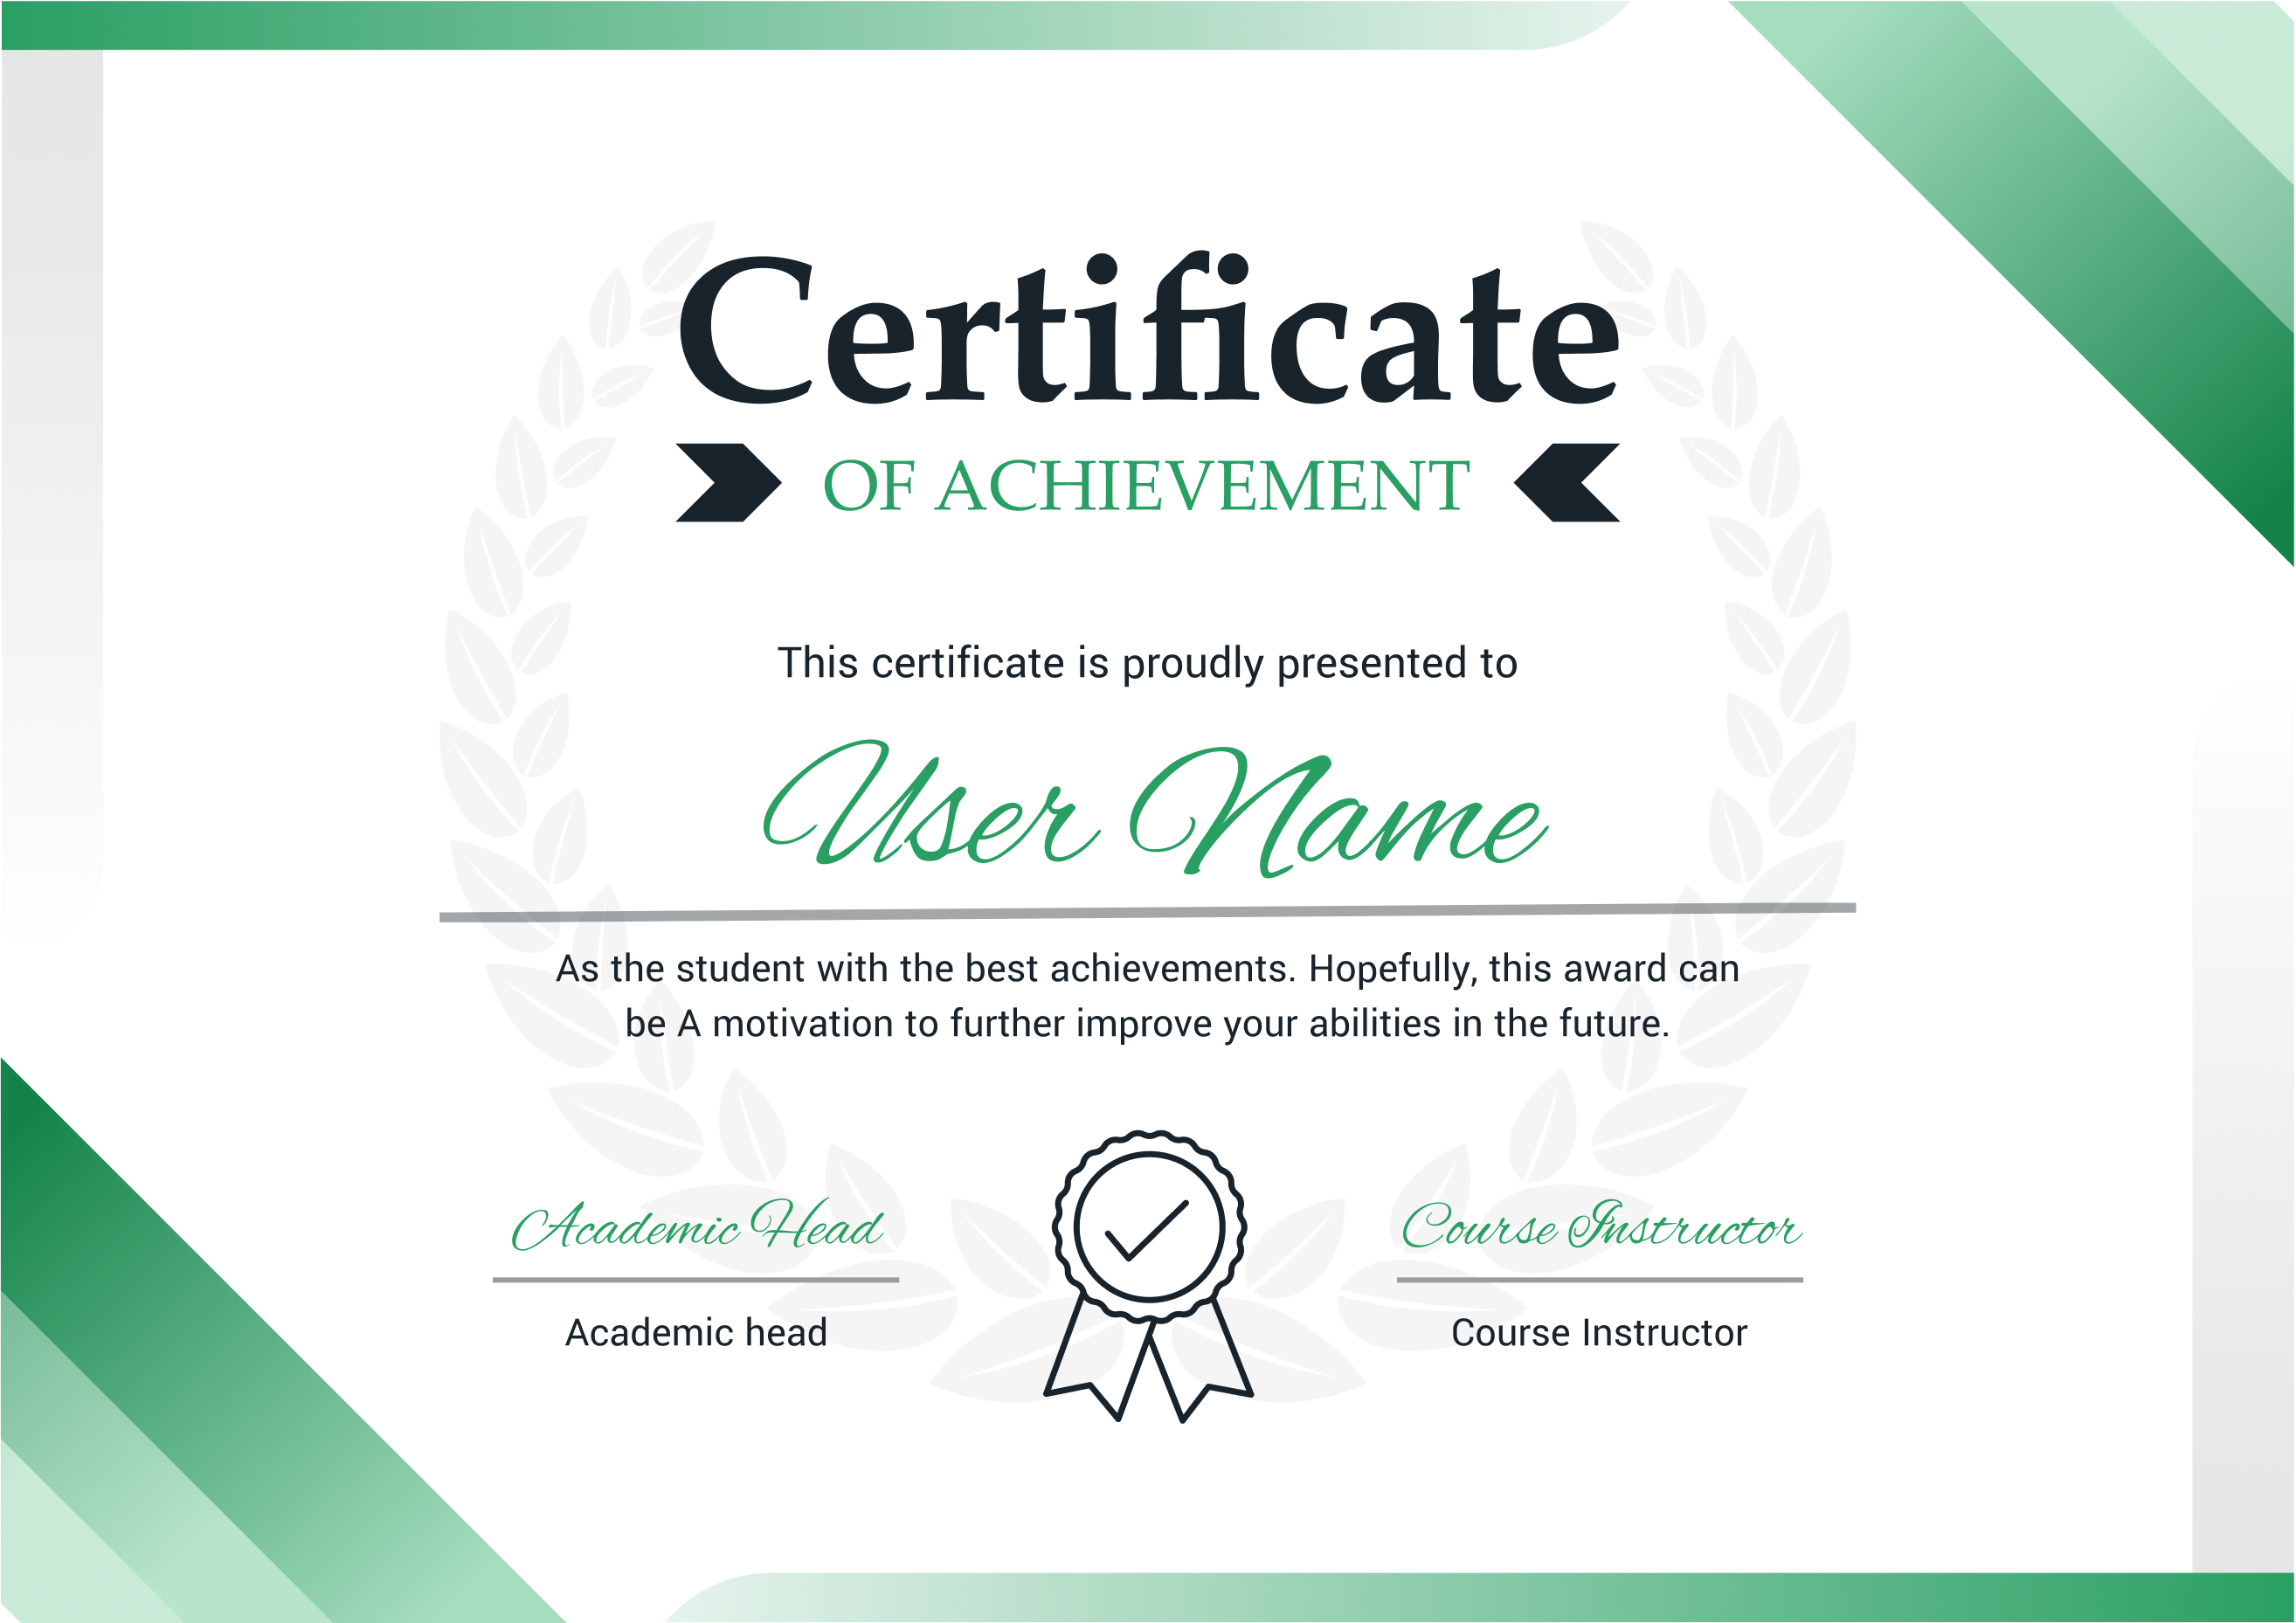 Certificate
OF ACHIEVEMENT
This certificate is proudly presented to
User Name
As the student with the best achievements. Hopefully, this award can
be A motivation to further improve your abilities in the future.
Academic Head
Course Instructor
Academic head
Course Instructor